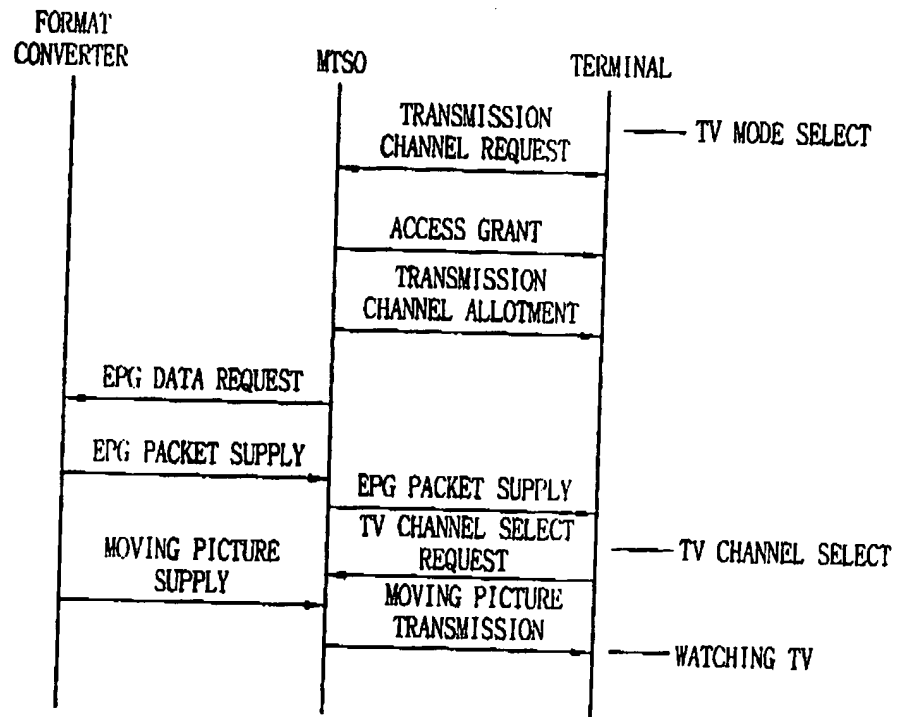 FORMAT
CONVERTER
MTSO
TERMINAL
TRANSMISSION
CHANNEL REQUEST
TV MODE SELECT
ACCESS GRANT
TRANSMISSION
CHANNEL ALLOTMENT
EPG DATA REQUEST
EPG PACKET SUPPLY
EPG PACKET SUPPLY
TV CHANNEL SELECT
REQUEST
TV CHANNEL SELECT
MOVING PICTURE
SUPPLY
MOVING PICTURE
TRANSMISSION
WATCHING TV